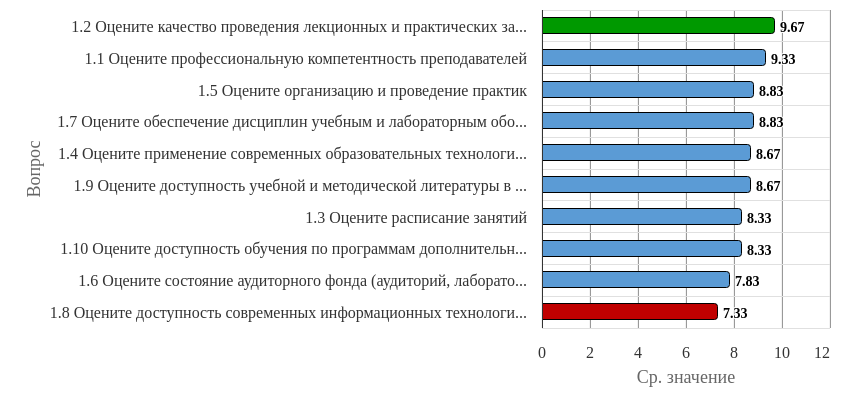 1.2 Оцените качество проведения лекционных и практических за... 9.67
1.1 Оцените профессиональную компетентность преподавателей 9.33
1.5 Оцените организацию и проведение практик 8.83
1.7 Оцените обеспечение дисциплин учебным и лабораторным обо... 8.83
1.4 Оцените применение современных образовательных технологи... 8.67
1.9 Оцените доступность учебной и методической литературы в ... 8.67
1.3 Оцените расписание занятий 8.33
1.10 Оцените доступность обучения по программам дополнительн... 8.33
1.6 Оцените состояние аудиторного фонда (аудиторий, лаборато... 7.83
1.8 Оцените доступность современных информационных технологи... 7.33
Вопрос
0 2 4 6 8 10 12
Ср. значение